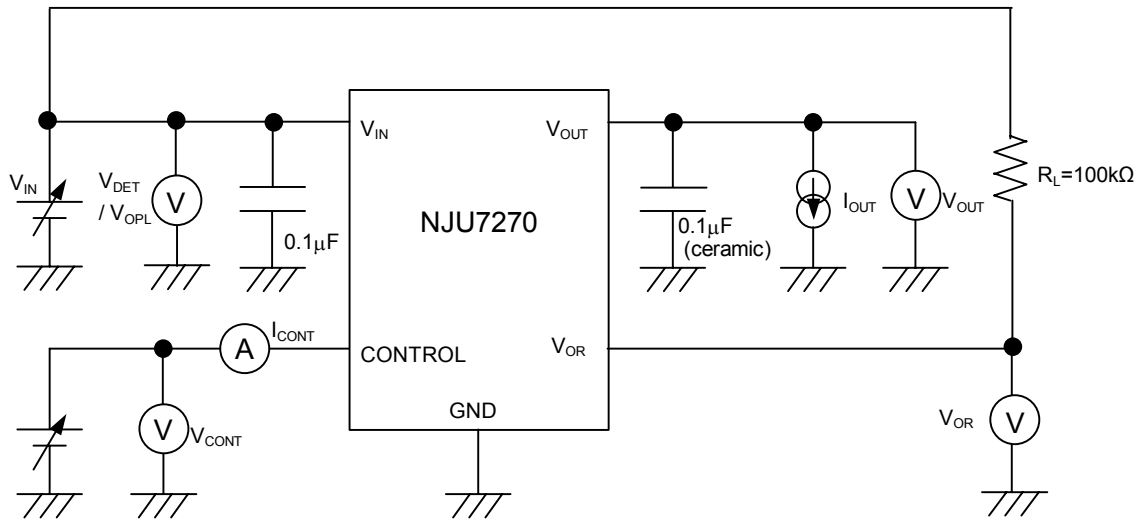 V_IN
V_OUT
V_IN
V_DET
/ V_OPL
V
0.1μF
NJU7270
0.1μF
(ceramic)
I_OUT
V
V_OUT
R_L=100kΩ
I_CONT
A
CONTROL
V_OR
V
V_CONT
GND
V_OR
V